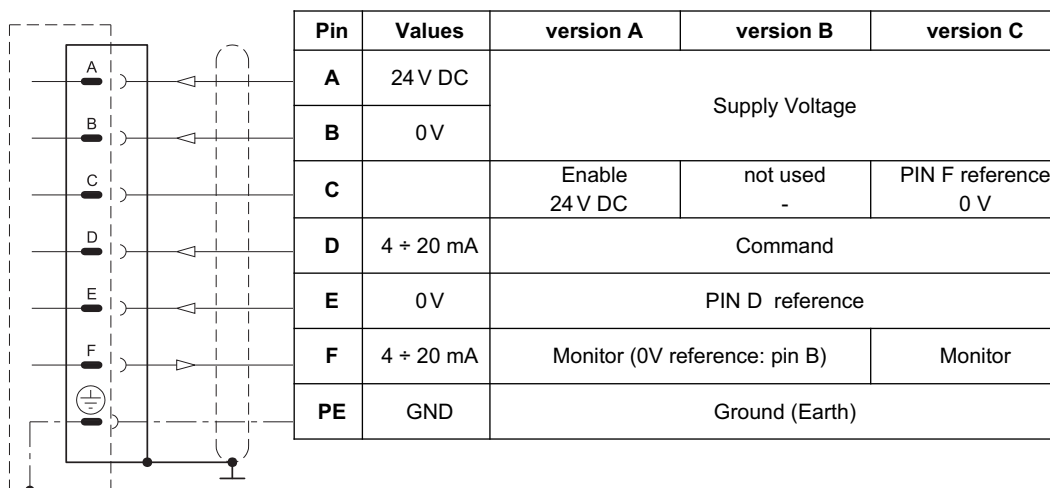 Pin Values version A version B version C
A 24 V DC Supply Voltage
B 0 V
C Enable 24 V DC not used - PIN F reference 0 V
D 4 ÷ 20 mA Command
E 0 V PIN D reference
F 4 ÷ 20 mA Monitor (0V reference: pin B) Monitor
PE GND Ground (Earth)
A
B
C
D
E
F